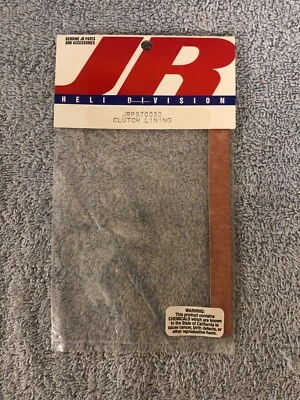 GENUINE JR PARTS
AND ACCESSORIES
JR
HELI DIVISION
JRP970080
CLUTCH LINING
WARNING:
This product contains
CHEMICALS which are known
to the State of California to
cause cancer, birth defects, or
other reproductive harm.